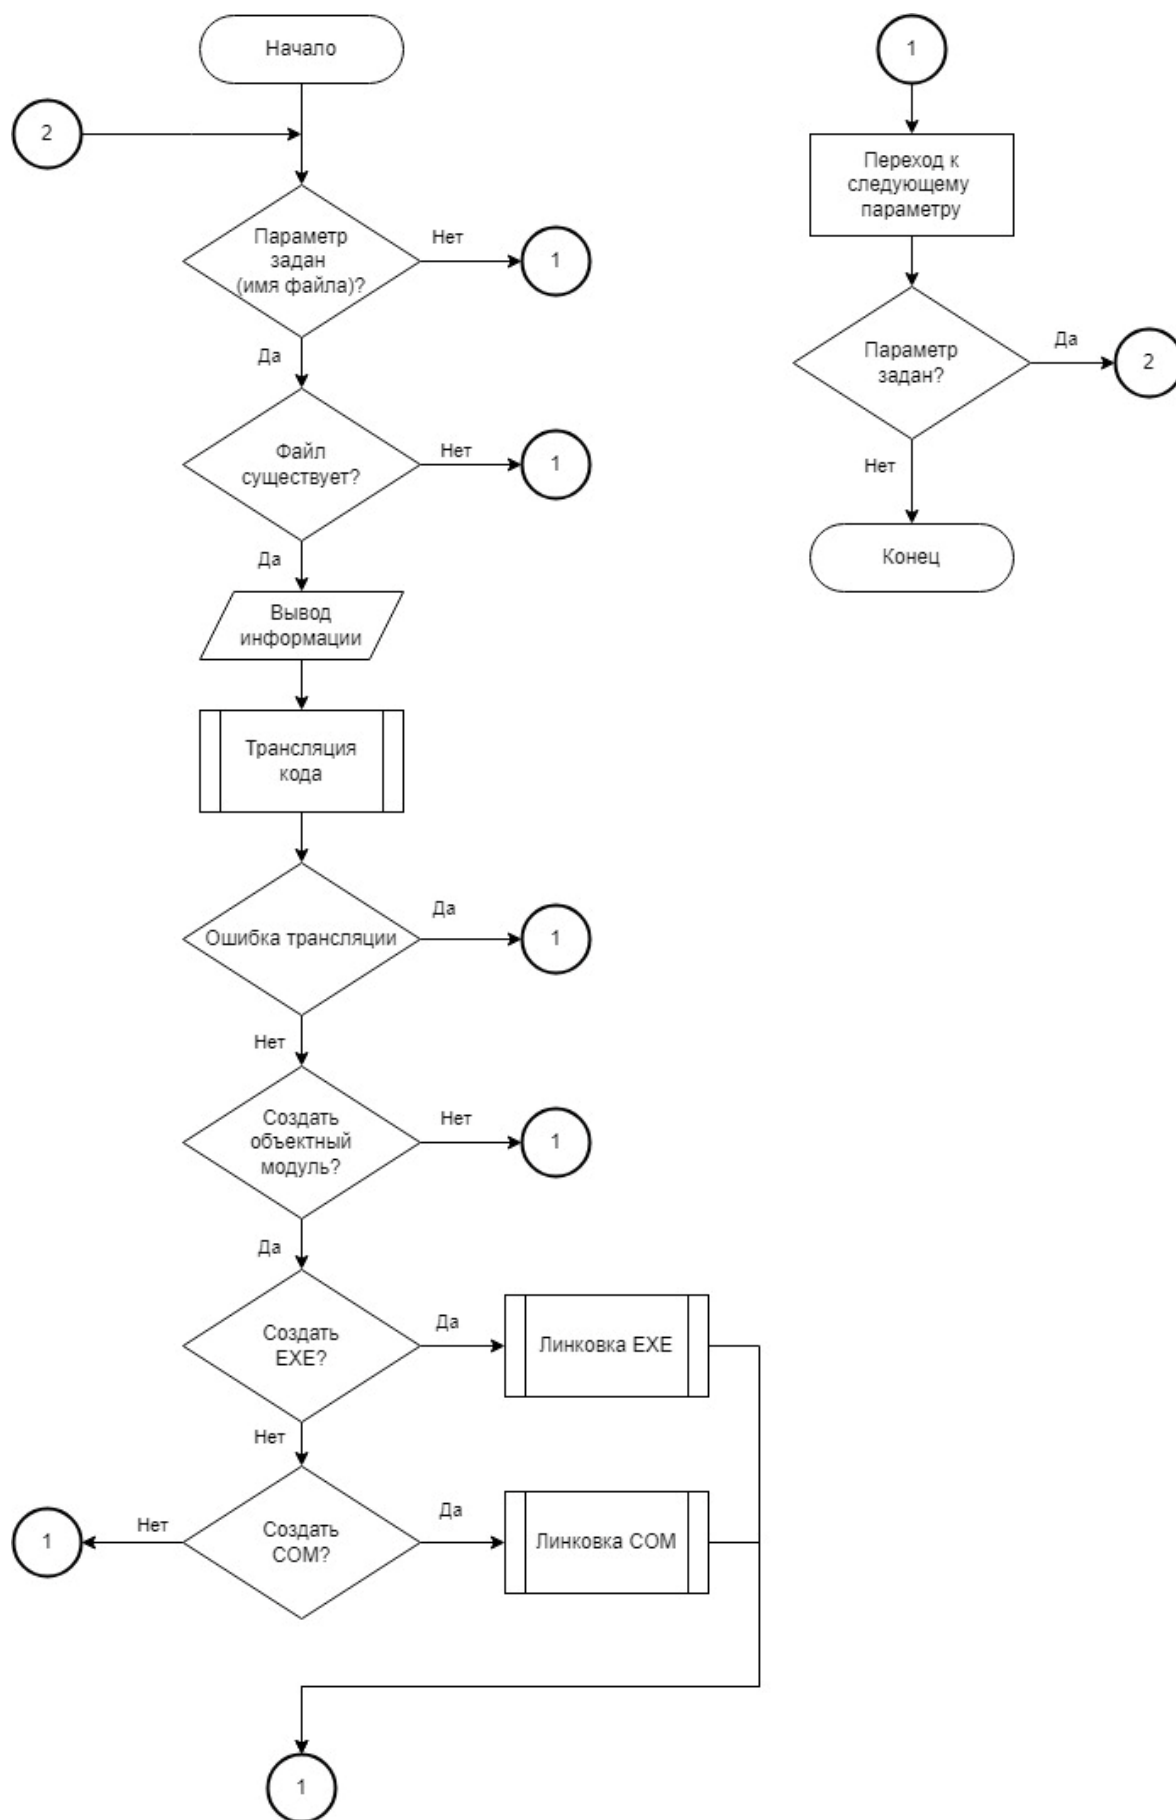 Начало
2
Параметр
задан
(имя файла)?
Нет
1
Да
Файл
существует?
Нет
1
Да
Вывод
информации
Трансляция
кода
Ошибка трансляции
Да
1
Нет
Создать
объектный
модуль?
Нет
1
Да
Создать
EXE?
Да
Линковка EXE
Нет
Создать
COM?
Да
Линковка COM
Нет
1
1
1
Переход к
следующему
параметру
Параметр
задан?
Да
2
Нет
Конец